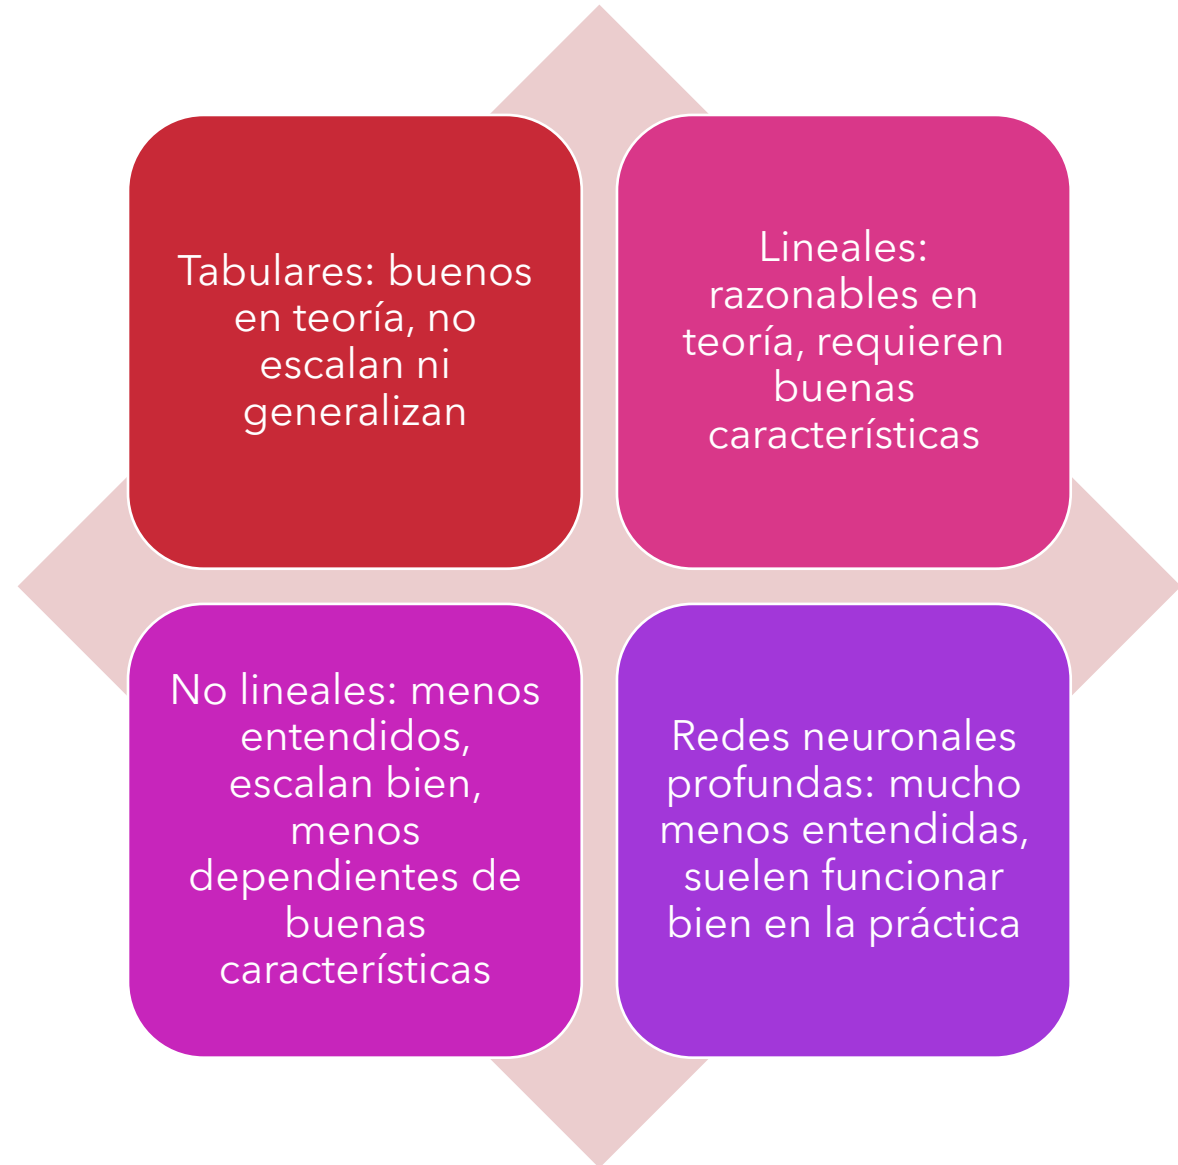 Tabulares: buenos
en teoría, no
escalan ni
generalizan
Lineales:
razonables en
teoría, requieren
buenas
características
No lineales: menos
entendidos,
escalan bien,
menos
dependientes de
buenas
características
Redes neuronales
profundas: mucho
menos entendidas,
suelen funcionar
bien en la práctica